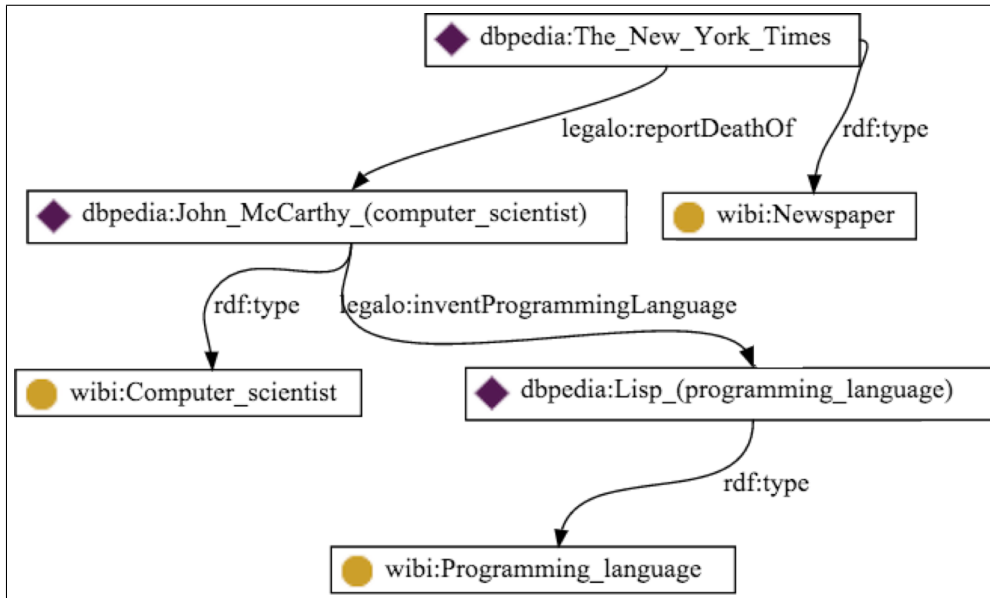 dbpedia:The_New_York_Times
legalo:reportDeathOf
rdf:type
dbpedia:John_McCarthy_(computer_scientist)
wibi:Newspaper
rdf:type
legalo:inventProgrammingLanguage
wibi:Computer_scientist
dbpedia:Lisp_(programming_language)
rdf:type
wibi:Programming_language